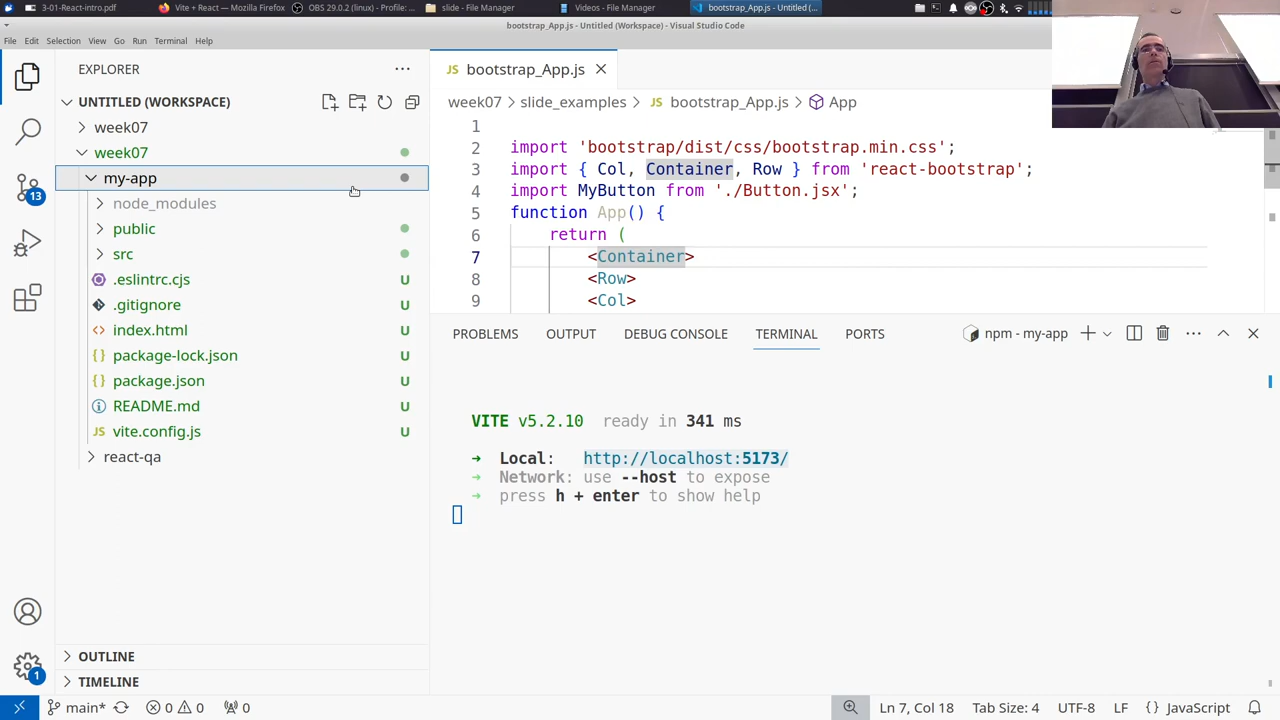 3-01-React-intro.pdf
Vite + React — Mozilla Firefox
OBS 29.0.2 (linux) - Profile: ...
slide - File Manager
Videos - File Manager
bootstrap_App.js - Untitled (...
bootstrap_App.js - Untitled (Workspace) - Visual Studio Code
File Edit Selection View Go Run Terminal Help
EXPLORER
UNTITLED (WORKSPACE)
week07
week07
my-app
node_modules
public
src
.eslintrc.cjs U
.gitignore U
index.html U
package-lock.json U
package.json U
README.md U
vite.config.js U
react-qa
OUTLINE
TIMELINE
13
1
JS bootstrap_App.js
week07 > slide_examples > JS bootstrap_App.js > App
1
2 import 'bootstrap/dist/css/bootstrap.min.css';
3 import { Col, Container, Row } from 'react-bootstrap';
4 import MyButton from './Button.jsx';
5 function App() {
6 return (
7 <Container>
8 <Row>
9 <Col>
PROBLEMS OUTPUT DEBUG CONSOLE TERMINAL PORTS
npm - my-app
VITE v5.2.10 ready in 341 ms
➜ Local: http://localhost:5173/
➜ Network: use --host to expose
➜ press h + enter to show help
main* 0 0 0
Ln 7, Col 18 Tab Size: 4 UTF-8 LF {} JavaScript